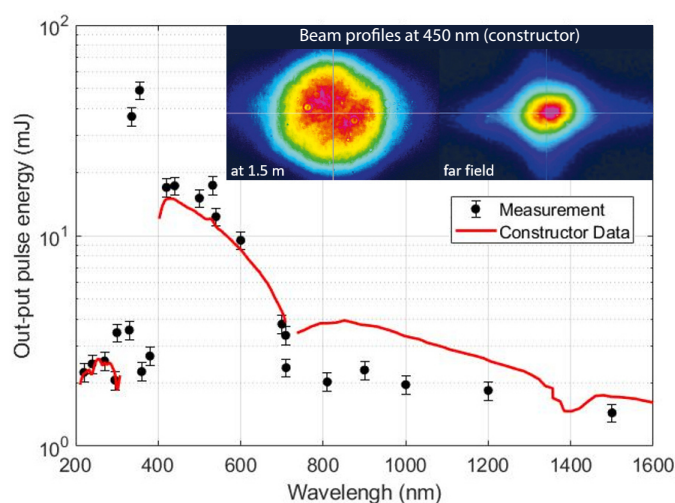 Beam profiles at 450 nm (constructor)
at 1.5 m
far field
Measurement
Constructor Data
Out-put pulse energy (mJ)
10²
10¹
10⁰
200 400 600 800 1000 1200 1400 1600
Wavelengh (nm)